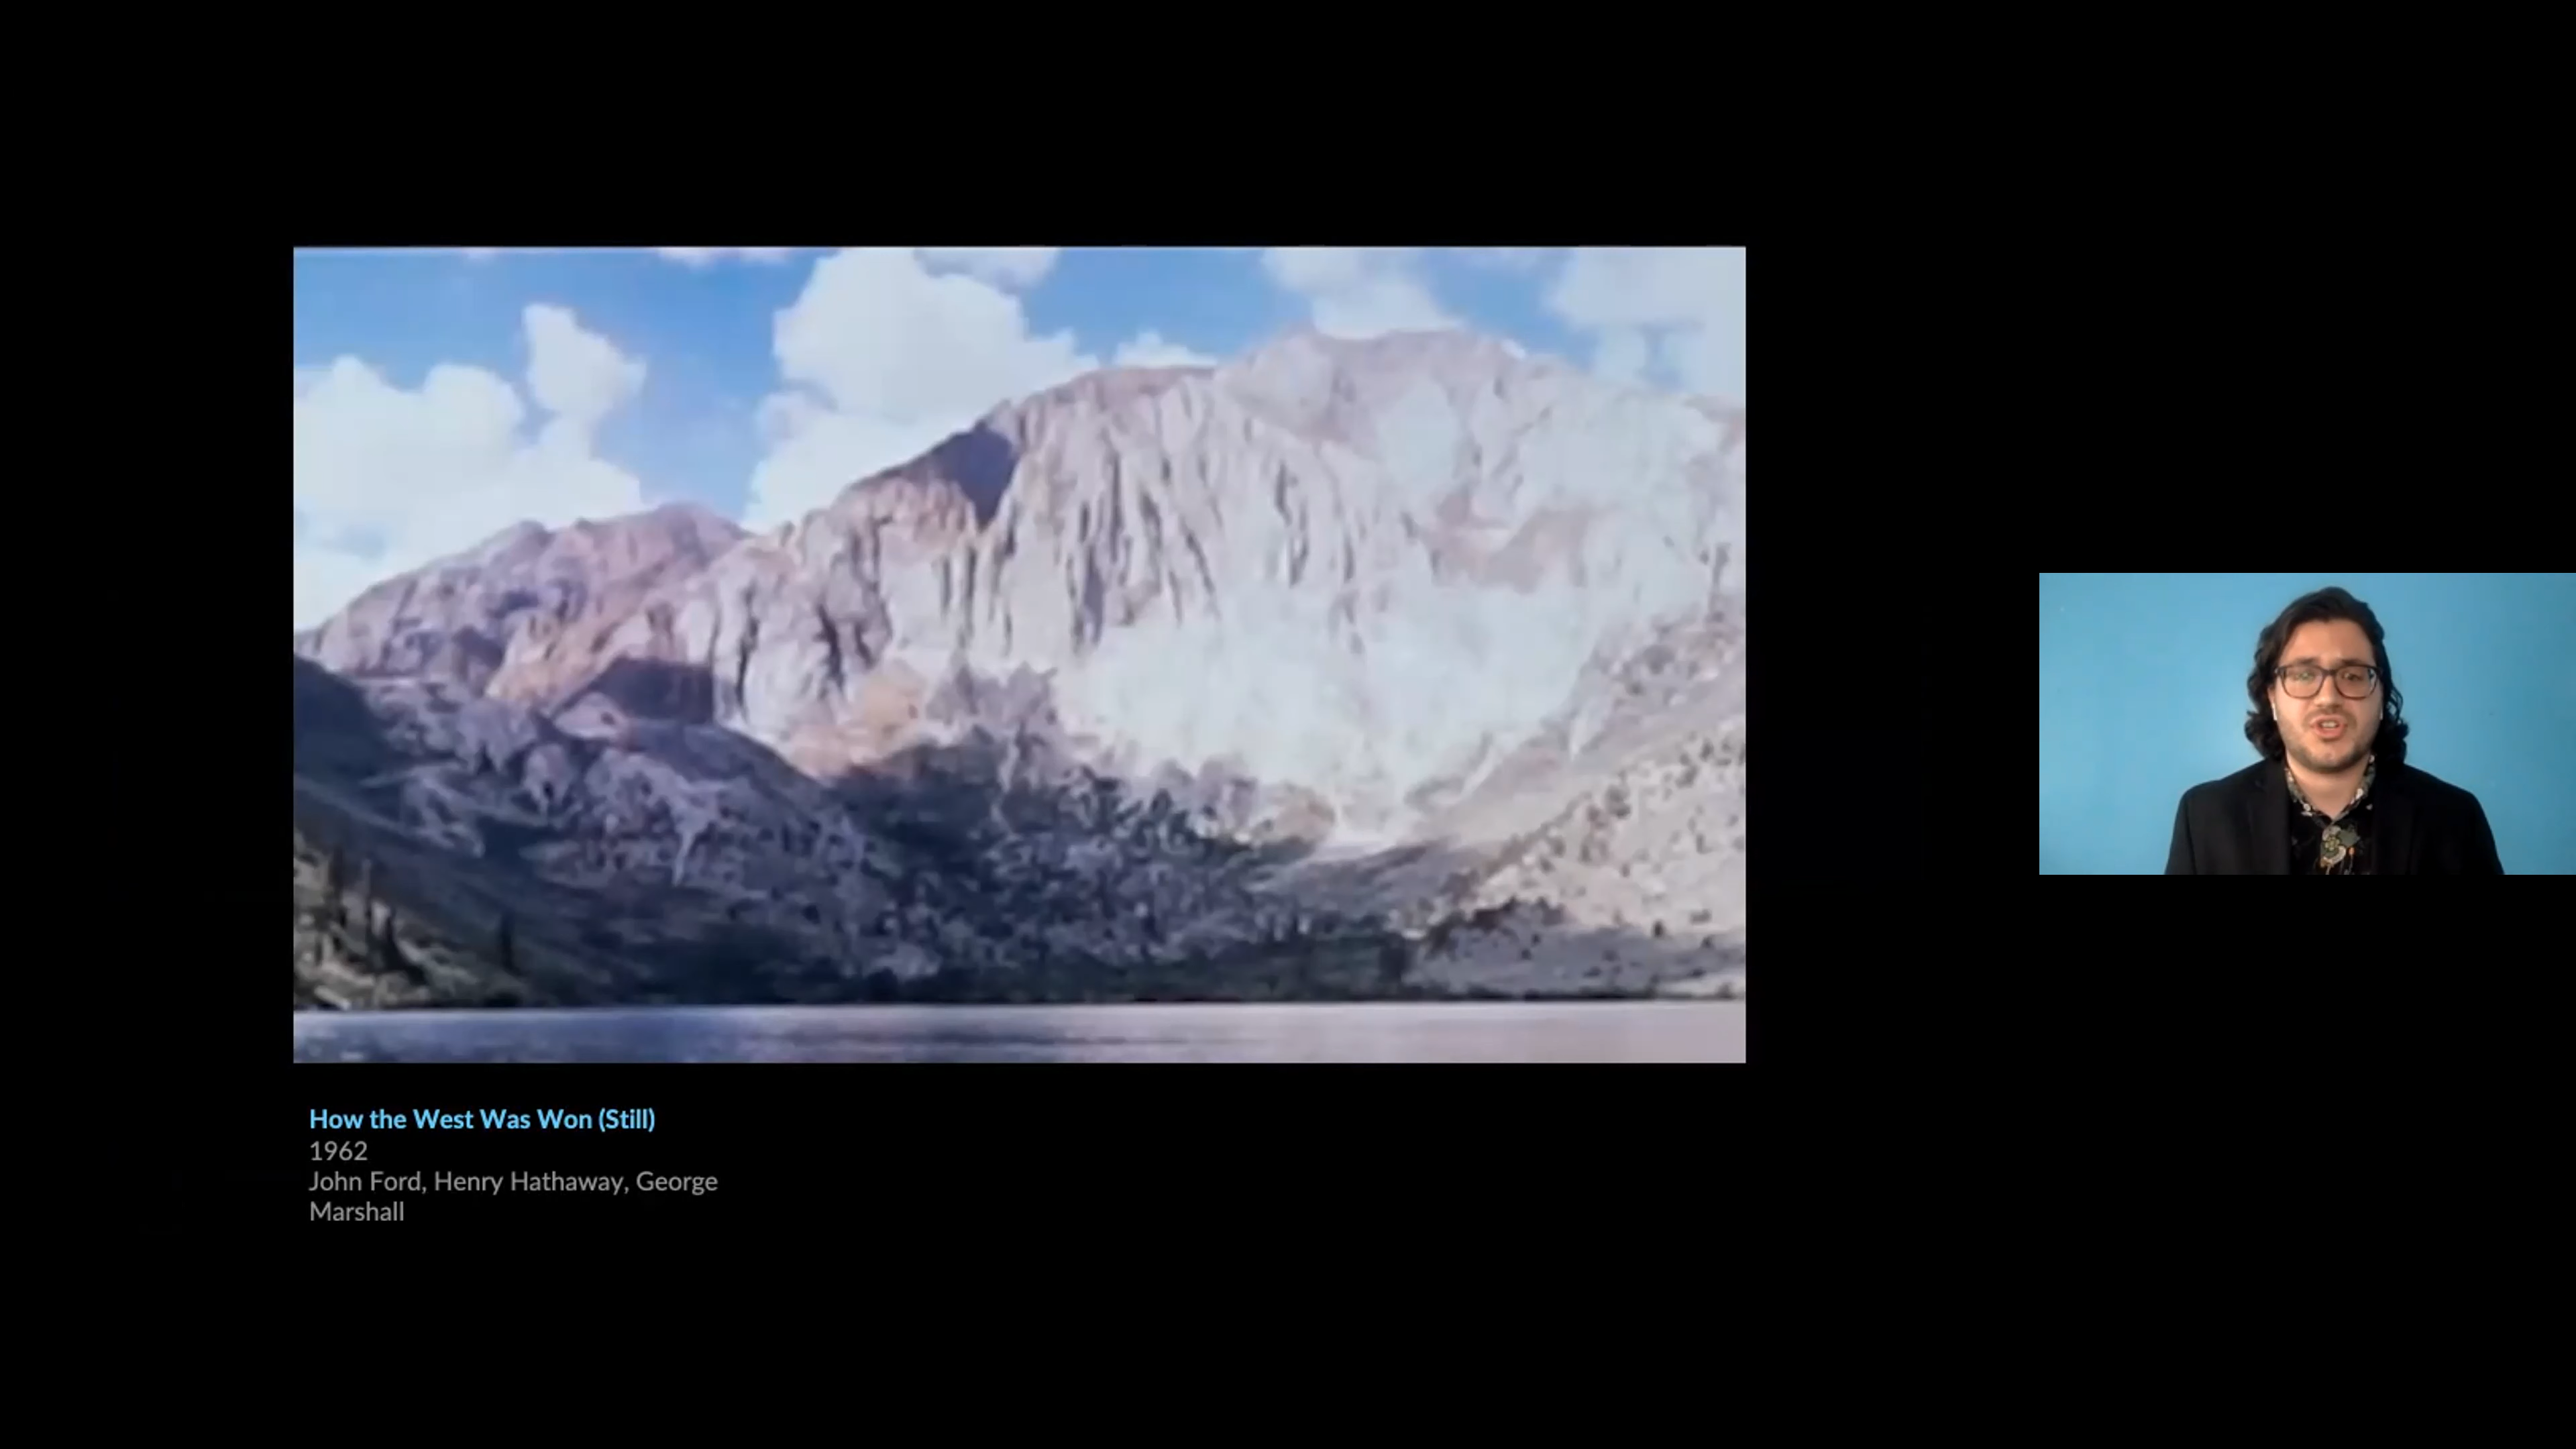 How the West Was Won (Still)
1962
John Ford, Henry Hathaway, George
Marshall